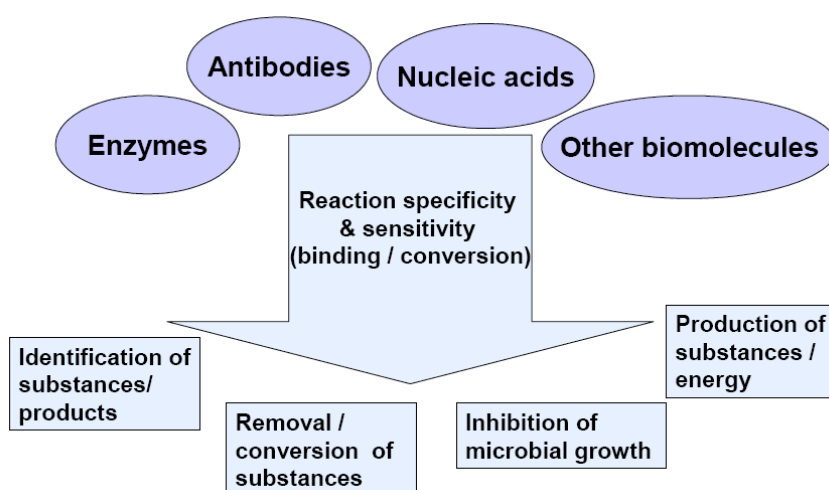 Enzymes
Antibodies
Nucleic acids
Other biomolecules
Reaction specificity
& sensitivity
(binding / conversion)
Identification of
substances/
products
Removal /
conversion of
substances
Inhibition of
microbial growth
Production of
substances /
energy